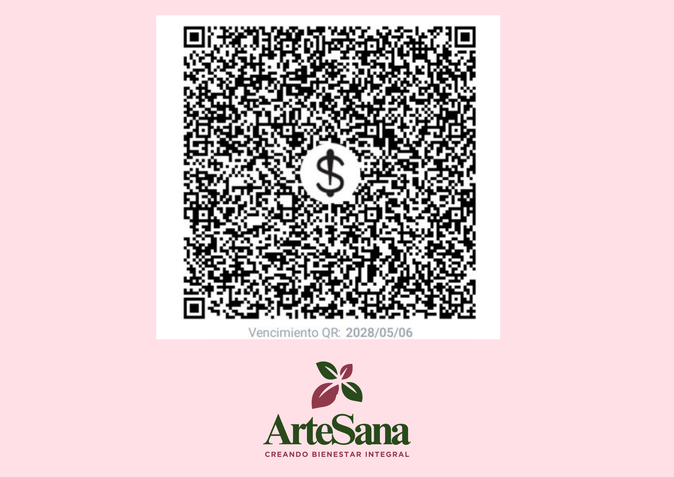 $
Vencimiento QR: 2028/05/06
ArteSana
CREANDO BIENESTAR INTEGRAL